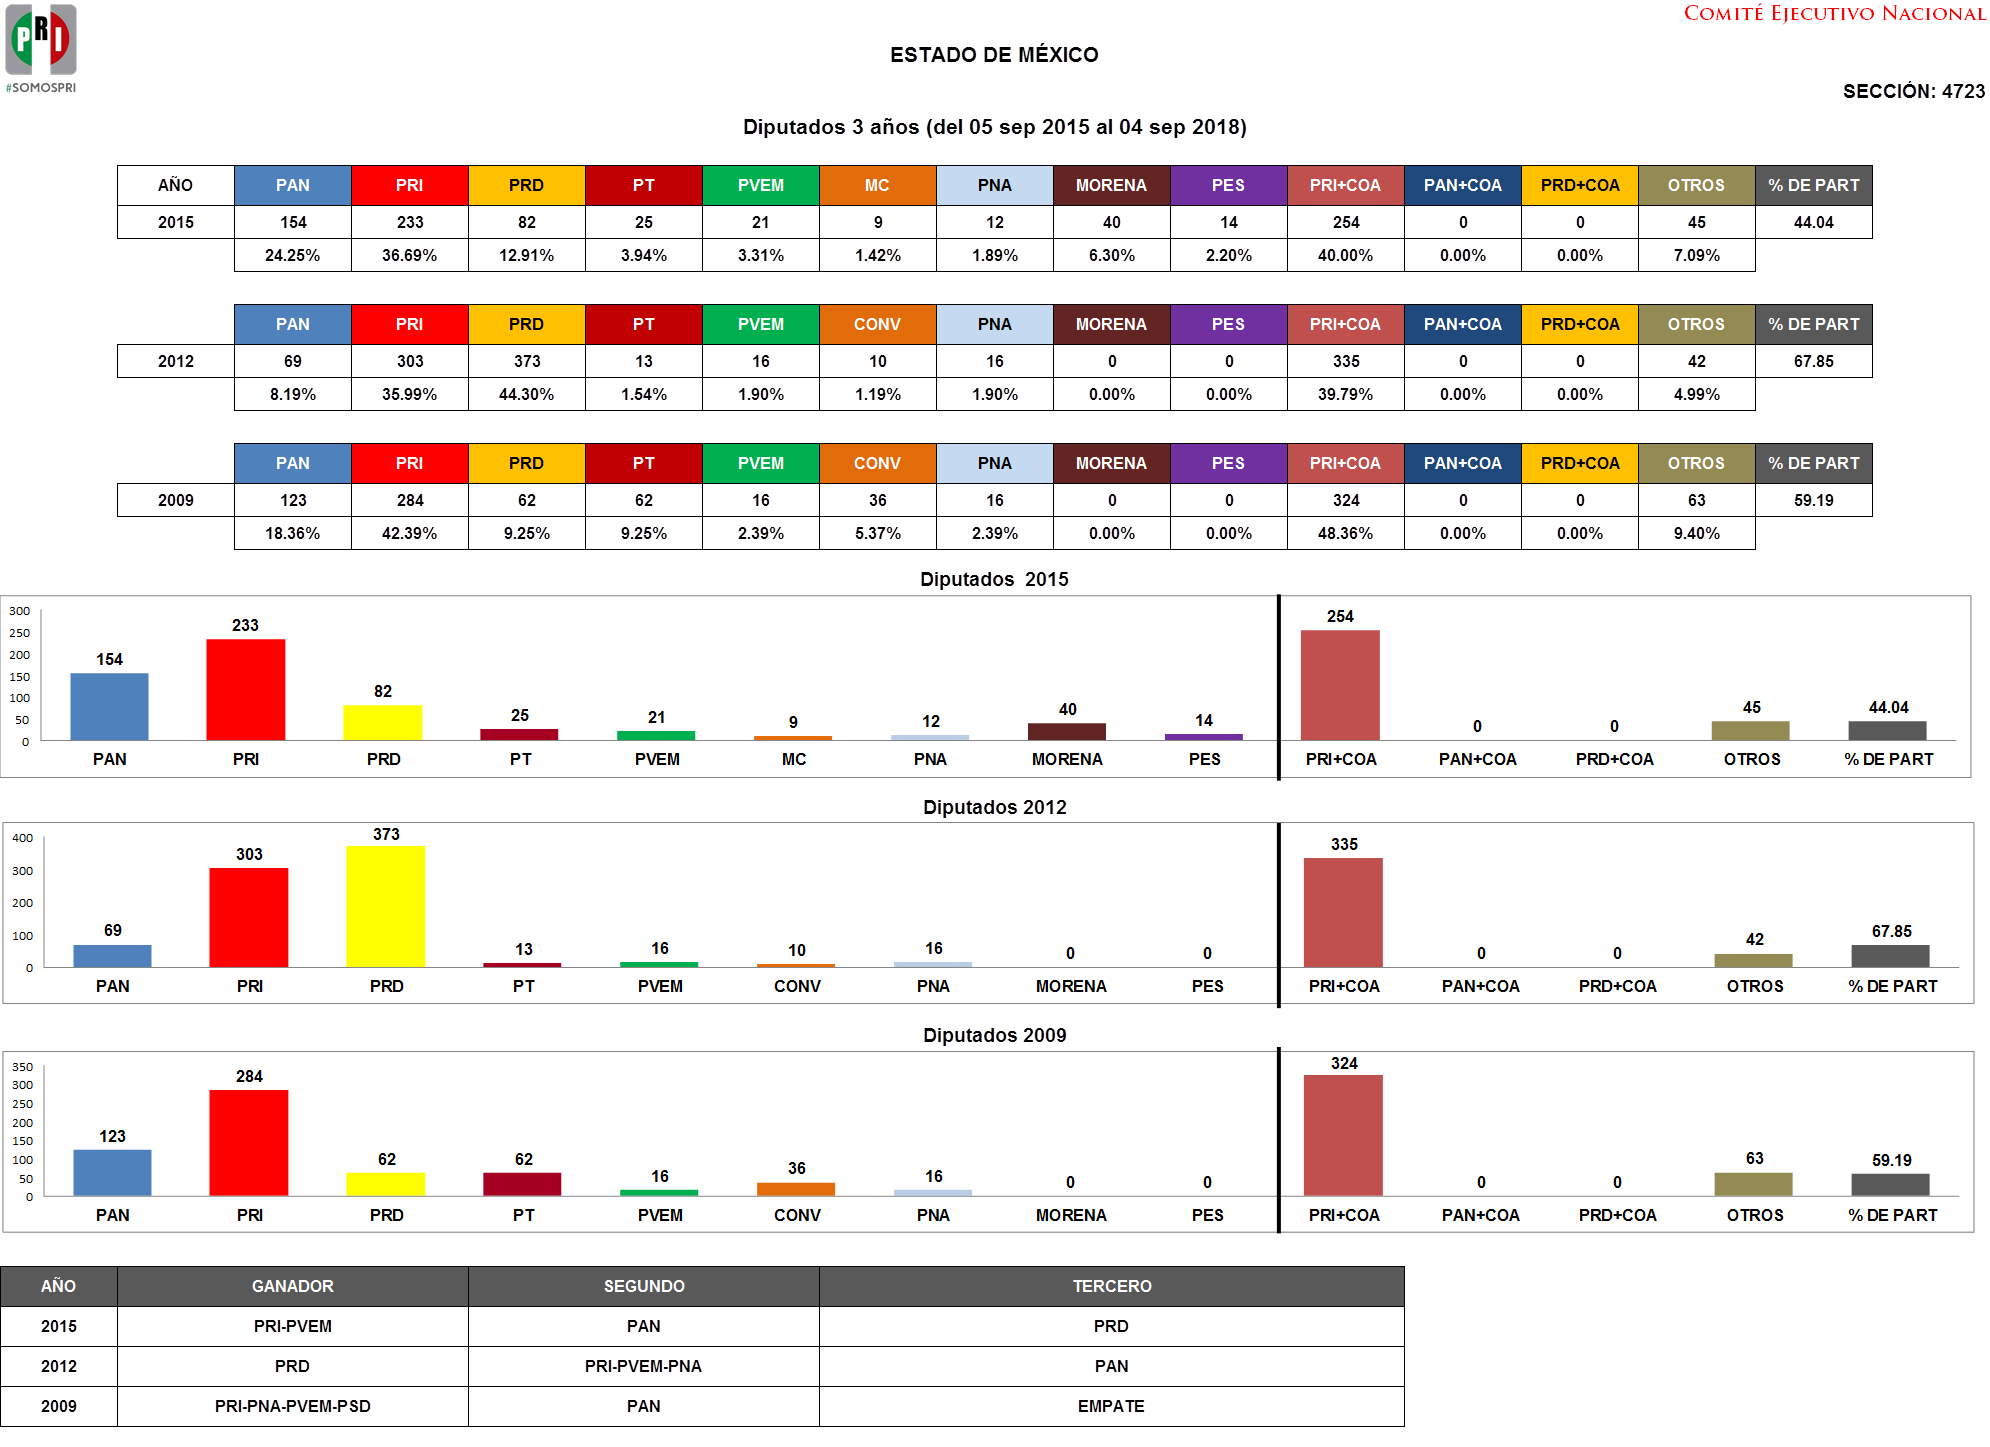 PRI
#SOMOSPRI
COMITÉ EJECUTIVO NACIONAL
ESTADO DE MÉXICO
SECCIÓN: 4723
Diputados 3 años (del 05 sep 2015 al 04 sep 2018)
AÑO PAN PRI PRD PT PVEM MC PNA MORENA PES PRI+COA PAN+COA PRD+COA OTROS % DE PART
2015 154 233 82 25 21 9 12 40 14 254 0 0 45 44.04
24.25% 36.69% 12.91% 3.94% 3.31% 1.42% 1.89% 6.30% 2.20% 40.00% 0.00% 0.00% 7.09%
PAN PRI PRD PT PVEM CONV PNA MORENA PES PRI+COA PAN+COA PRD+COA OTROS % DE PART
2012 69 303 373 13 16 10 16 0 0 335 0 0 42 67.85
8.19% 35.99% 44.30% 1.54% 1.90% 1.19% 1.90% 0.00% 0.00% 39.79% 0.00% 0.00% 4.99%
PAN PRI PRD PT PVEM CONV PNA MORENA PES PRI+COA PAN+COA PRD+COA OTROS % DE PART
2009 123 284 62 62 16 36 16 0 0 324 0 0 63 59.19
18.36% 42.39% 9.25% 9.25% 2.39% 5.37% 2.39% 0.00% 0.00% 48.36% 0.00% 0.00% 9.40%
Diputados 2015
300
250
200
150
100
50
0
154 233 82 25 21 9 12 40 14 254 0 0 45 44.04
PAN PRI PRD PT PVEM MC PNA MORENA PES PRI+COA PAN+COA PRD+COA OTROS % DE PART
Diputados 2012
400
300
200
100
0
69 303 373 13 16 10 16 0 0 335 0 0 42 67.85
PAN PRI PRD PT PVEM CONV PNA MORENA PES PRI+COA PAN+COA PRD+COA OTROS % DE PART
Diputados 2009
350
300
250
200
150
100
50
0
123 284 62 62 16 36 16 0 0 324 0 0 63 59.19
PAN PRI PRD PT PVEM CONV PNA MORENA PES PRI+COA PAN+COA PRD+COA OTROS % DE PART
AÑO GANADOR SEGUNDO TERCERO
2015 PRI-PVEM PAN PRD
2012 PRD PRI-PVEM-PNA PAN
2009 PRI-PNA-PVEM-PSD PAN EMPATE